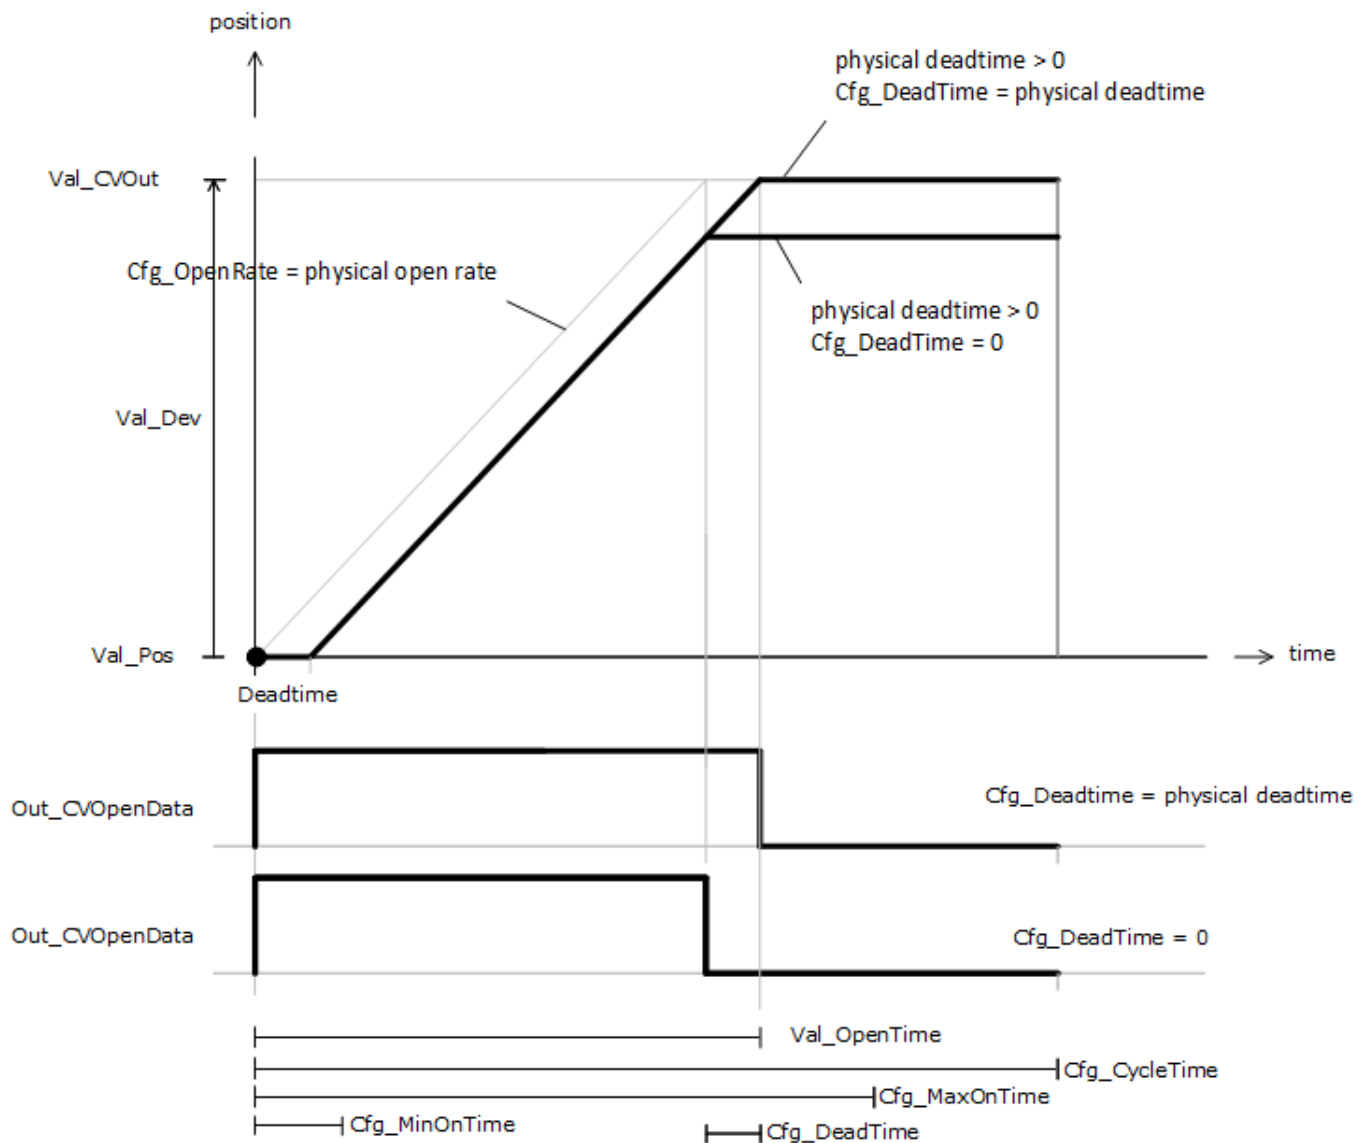 position
physical deadtime > 0
Cfg_DeadTime = physical deadtime
Val_CVOut
Cfg_OpenRate = physical open rate
physical deadtime > 0
Cfg_DeadTime = 0
Val_Dev
Val_Pos
time
Deadtime
Out_CVOpenData
Cfg_Deadtime = physical deadtime
Out_CVOpenData
Cfg_DeadTime = 0
Val_OpenTime
Cfg_CycleTime
Cfg_MaxOnTime
Cfg_MinOnTime
Cfg_DeadTime